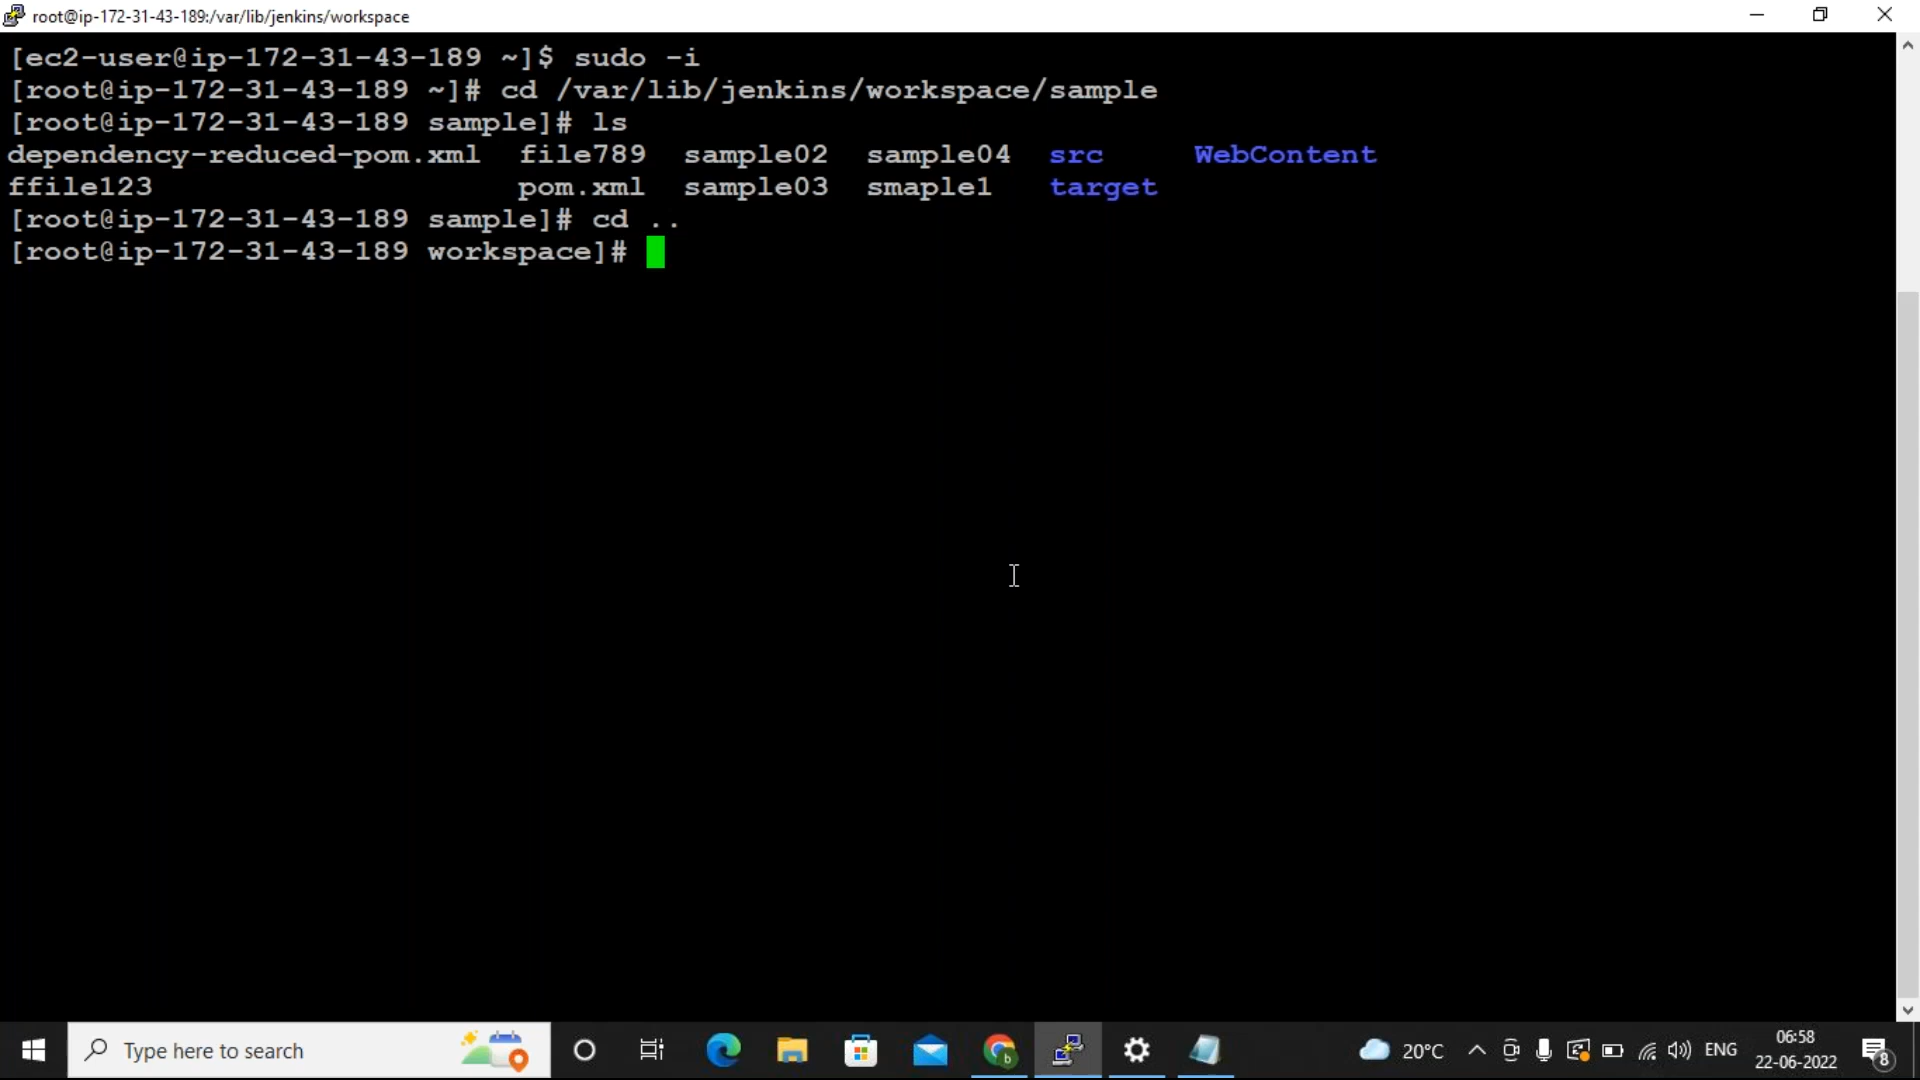 root@ip-172-31-43-189:/var/lib/jenkins/workspace
[ec2-user@ip-172-31-43-189 ~]$ sudo -i
[root@ip-172-31-43-189 ~]# cd /var/lib/jenkins/workspace/sample
[root@ip-172-31-43-189 sample]# ls
dependency-reduced-pom.xml file789 sample02 sample04 src WebContent
ffile123 pom.xml sample03 smaple1 target
[root@ip-172-31-43-189 sample]# cd ..
[root@ip-172-31-43-189 workspace]#
Type here to search
b
20°C
ENG
06:58
22-06-2022
8